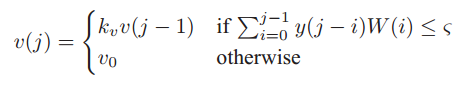 v(j) = { k_v v(j − 1) if ∑_{i=0}^{j−1} y(j − i)W(i) ≤ ς
v_0 otherwise